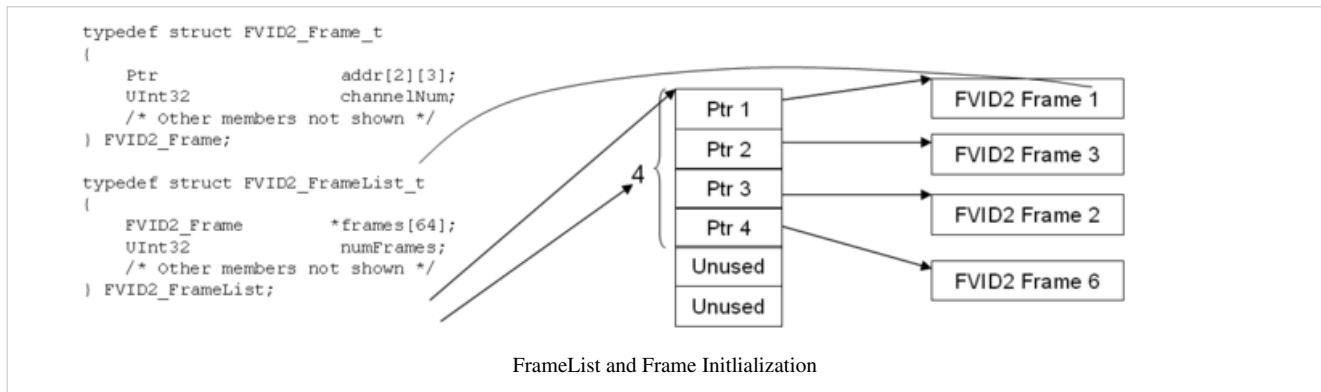 typedef struct FVID2_Frame_t
{
Ptr addr[2][3];
UInt32 channelNum;
/* Other members not shown */
} FVID2_Frame;
typedef struct FVID2_FrameList_t
{
FVID2_Frame *frames[64];
UInt32 numFrames;
/* Other members not shown */
} FVID2_FrameList;
4
Ptr 1
Ptr 2
Ptr 3
Ptr 4
Unused
Unused
FVID2 Frame 1
FVID2 Frame 3
FVID2 Frame 2
FVID2 Frame 6
FrameList and Frame Initlialization